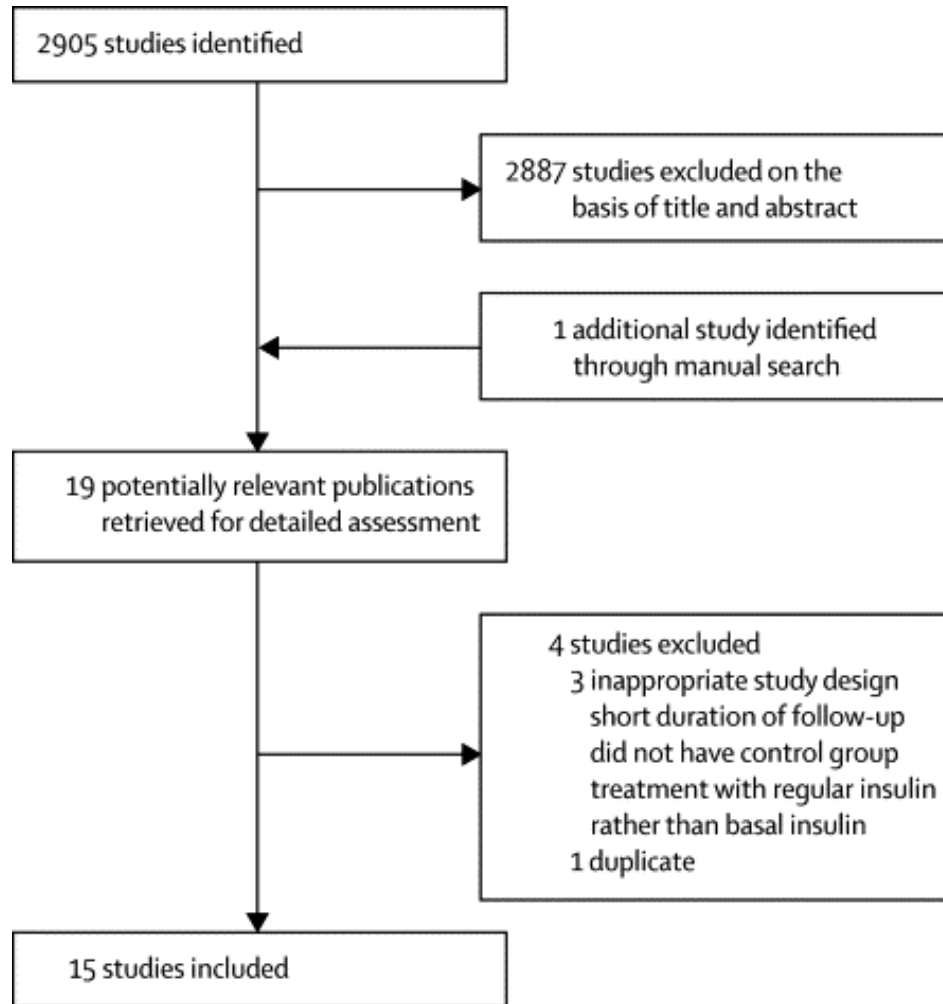 2905 studies identified
2887 studies excluded on the
basis of title and abstract
1 additional study identified
through manual search
19 potentially relevant publications
retrieved for detailed assessment
4 studies excluded
3 inappropriate study design
short duration of follow-up
did not have control group
treatment with regular insulin
rather than basal insulin
1 duplicate
15 studies included